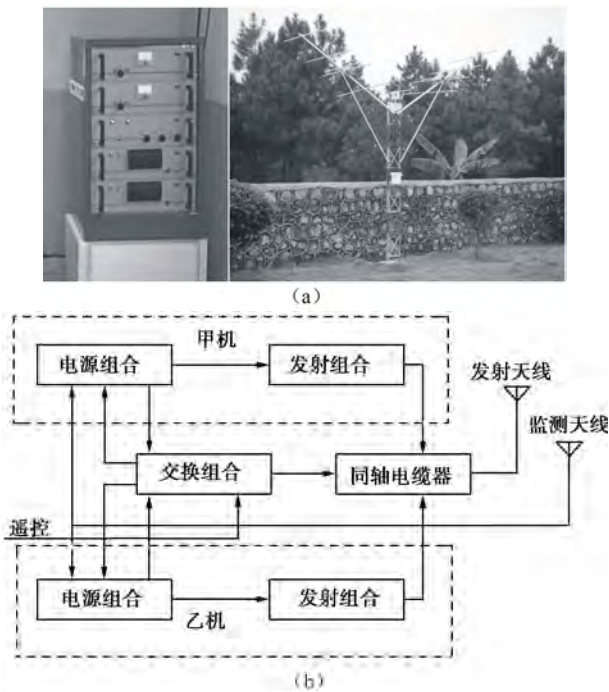 (a)
甲机
电源组合
发射组合
发射天线
监测天线
交换组合
同轴电缆器
遥控
电源组合
发射组合
乙机
(b)